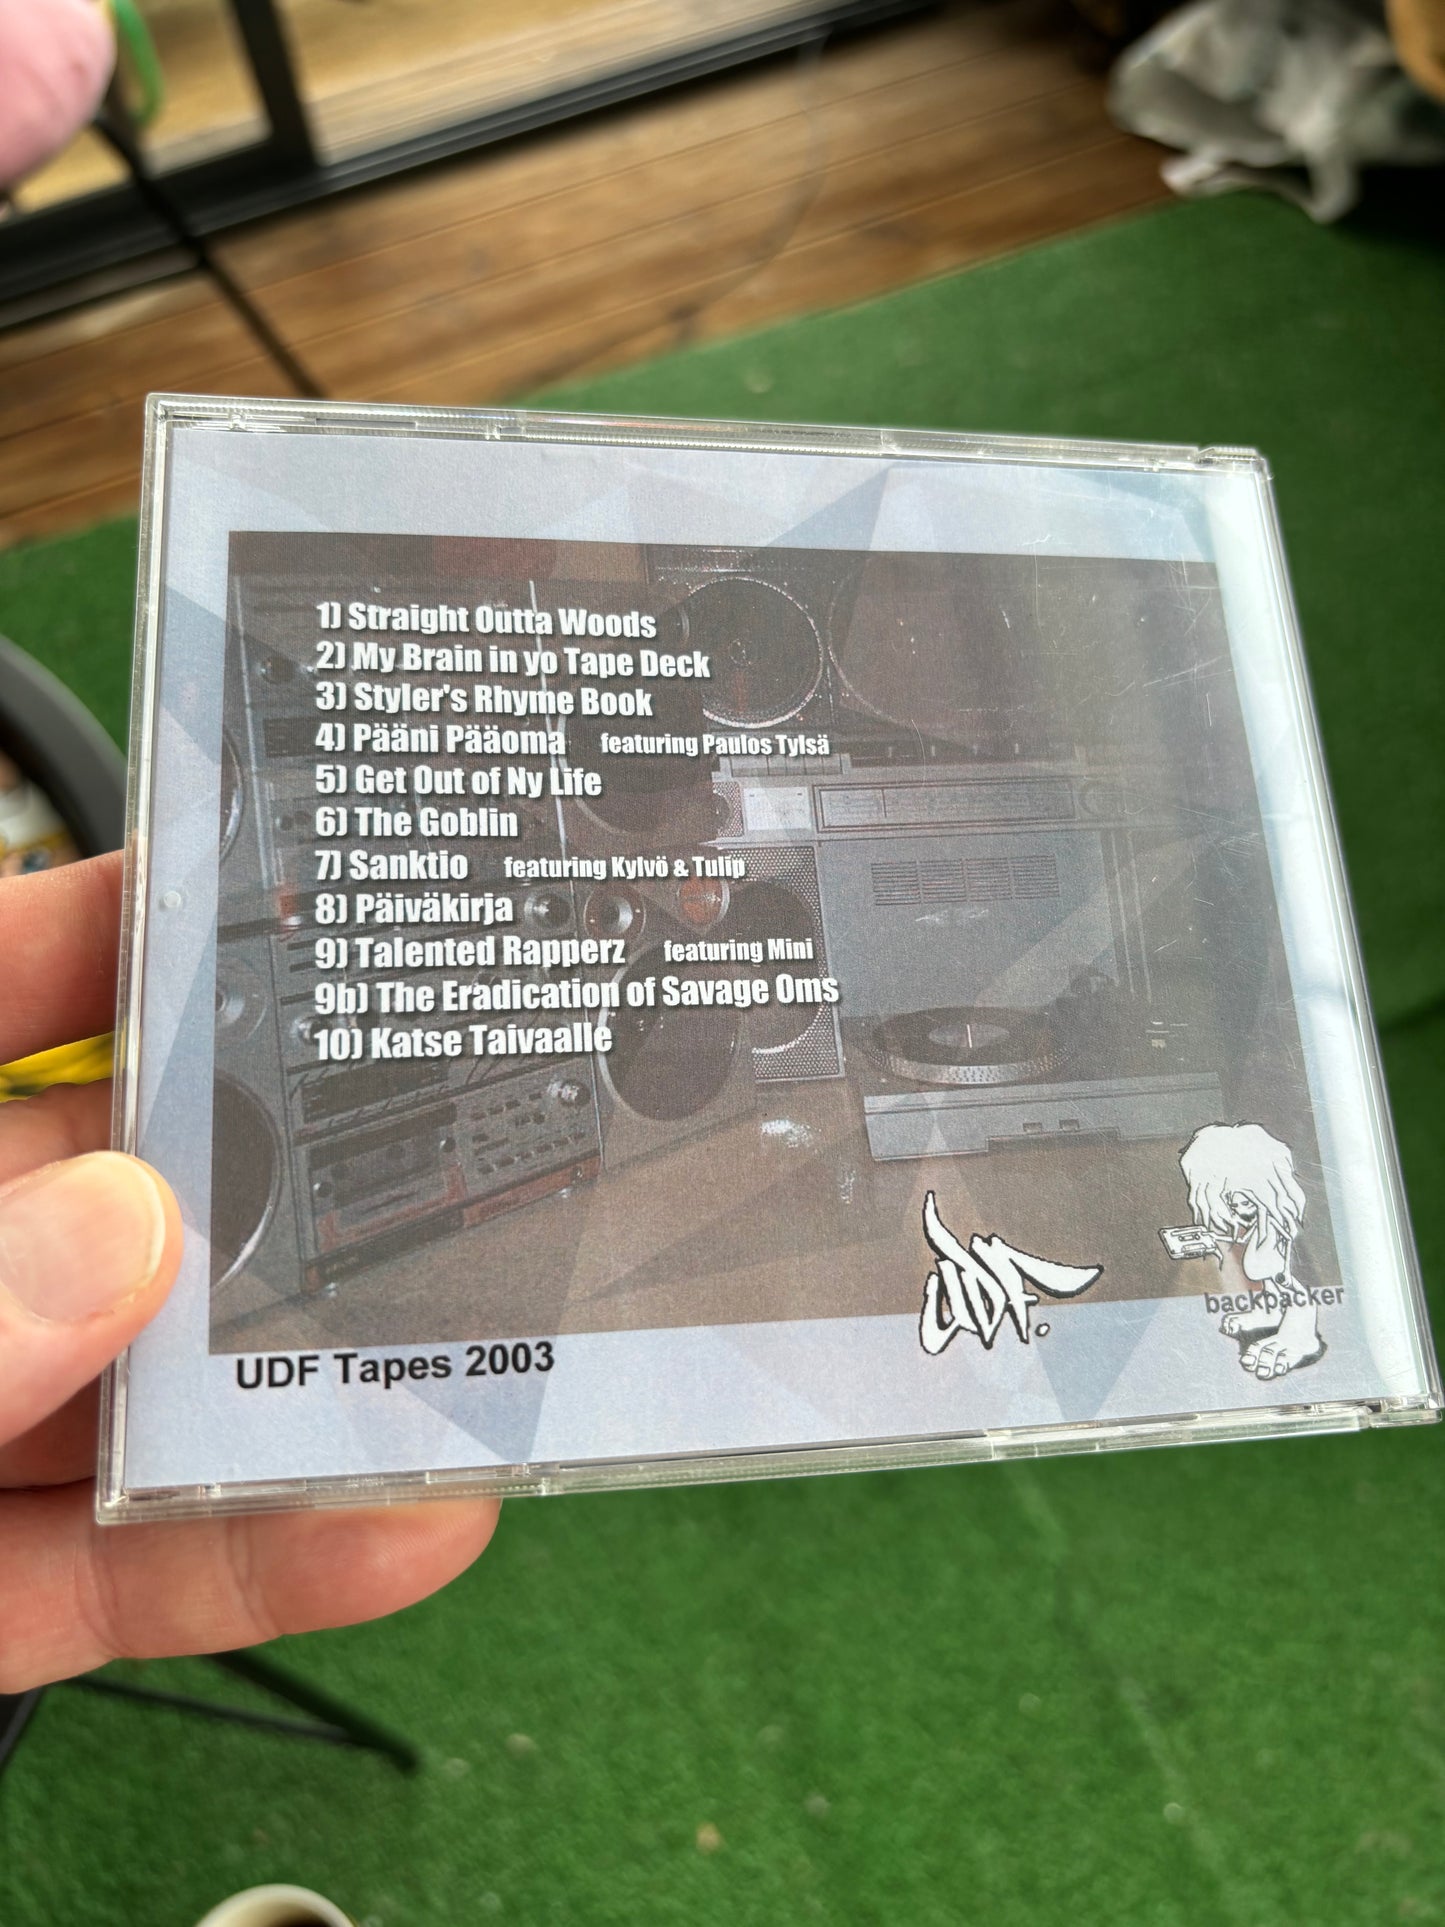 1) Straight Outta Woods
2) My Brain in yo Tape Deck
3) Styler's Rhyme Book
4) Pääni Pääoma featuring Paulos Tylsä
5) Get Out of Ny Life
6) The Goblin
7) Sanktio featuring Kylvö & Tulip
8) Päiväkirja
9) Talented Rapperz featuring Mini
9b) The Eradication of Savage Oms
10) Katse Taivaalle
UDF.
backpacker
UDF Tapes 2003